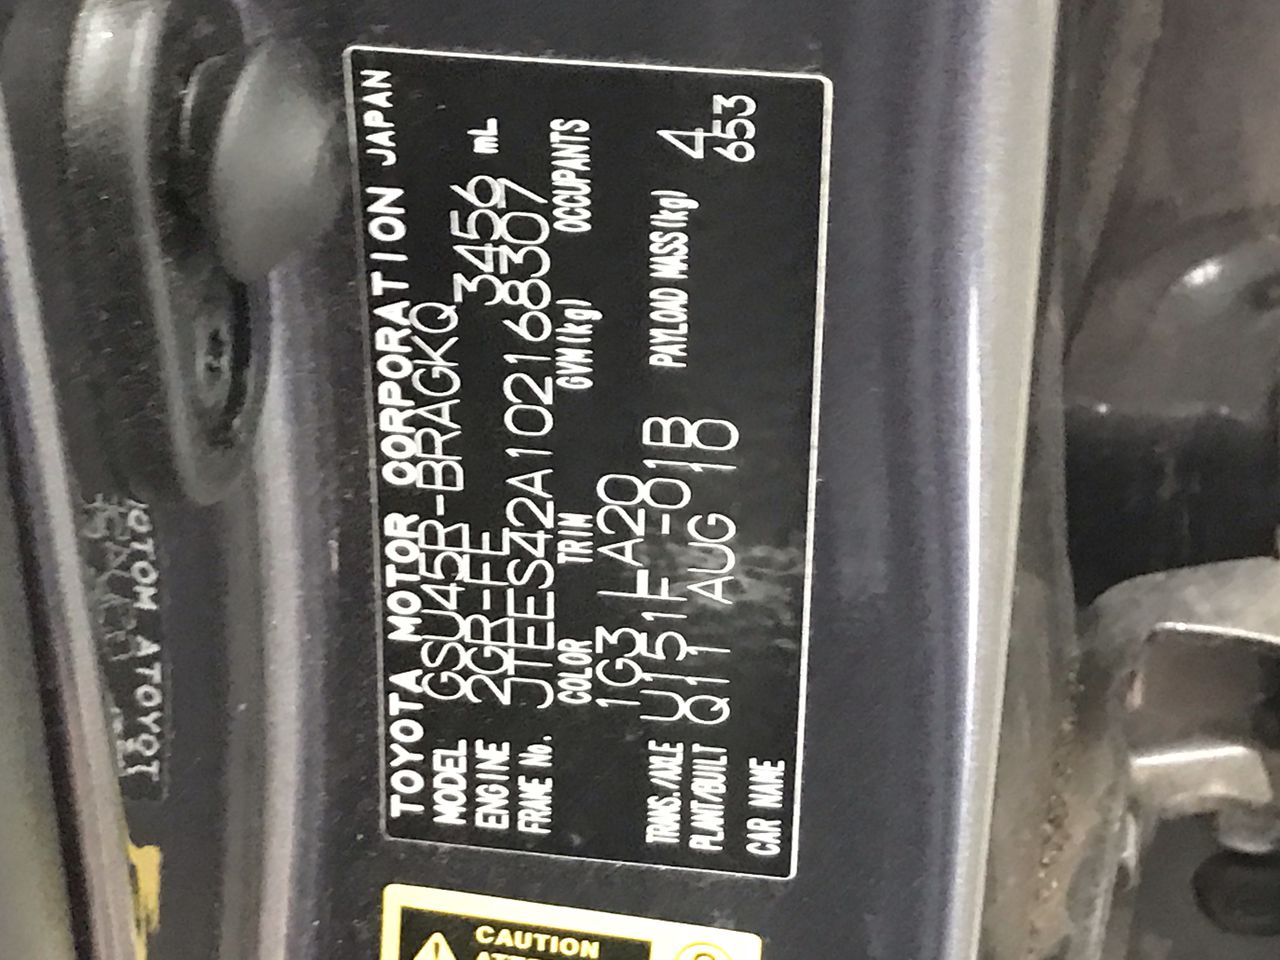 TOYOTA MOTOR CORPORATION JAPAN
MODEL GSU45R-BRAGKQ
ENGINE 2GR-FE 3456 mL
FRAME No. JTEES42A102168307
COLOR TRIM GVM(kg) OCCUPANTS
1G3 LA20
TRANS./AXLE U151F -01B PAYLOAD MASS(kg) 4
PLANT/BUILT Q11 AUG 10 653
CAR NAME
CAUTION